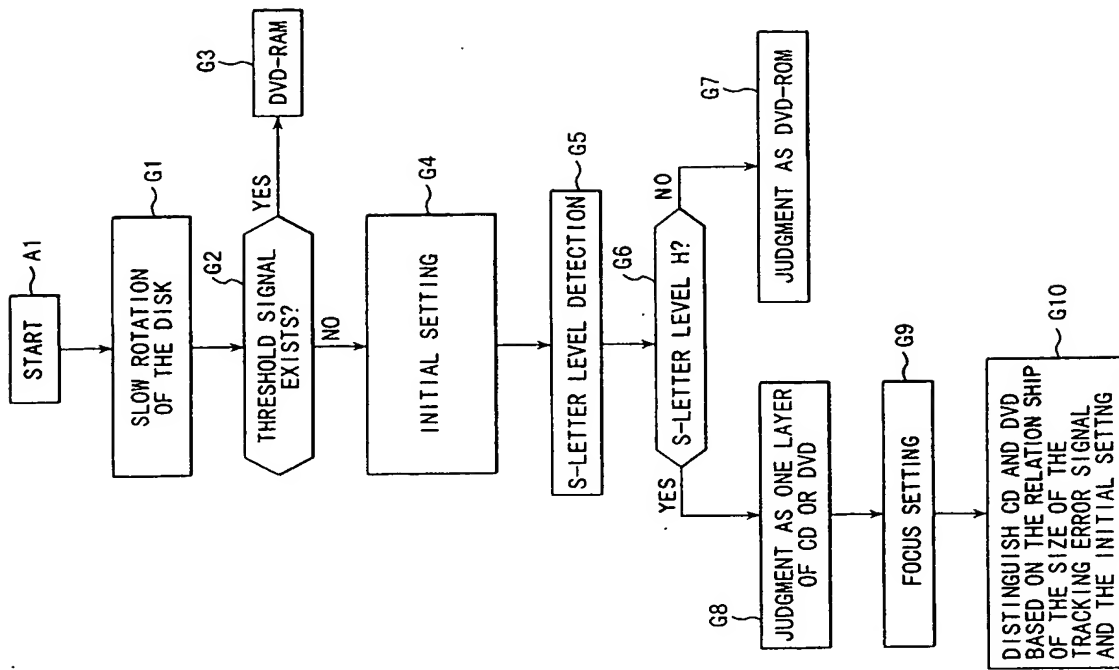 START
A1
SLOW ROTATION
OF THE DISK
G1
THRESHOLD SIGNAL
EXISTS?
G2
YES
DVD-RAM
G3
NO
INITIAL SETTING
G4
S-LETTER LEVEL DETECTION
G5
S-LETTER LEVEL H?
G6
NO
JUDGMENT AS DVD-ROM
G7
YES
JUDGMENT AS ONE LAYER
OF CD OR DVD
G8
FOCUS SETTING
G9
DISTINGUISH CD AND DVD
BASED ON THE RELATION SHIP
OF THE SIZE OF THE
TRACKING ERROR SIGNAL
AND THE INITIAL SETTNG
G10